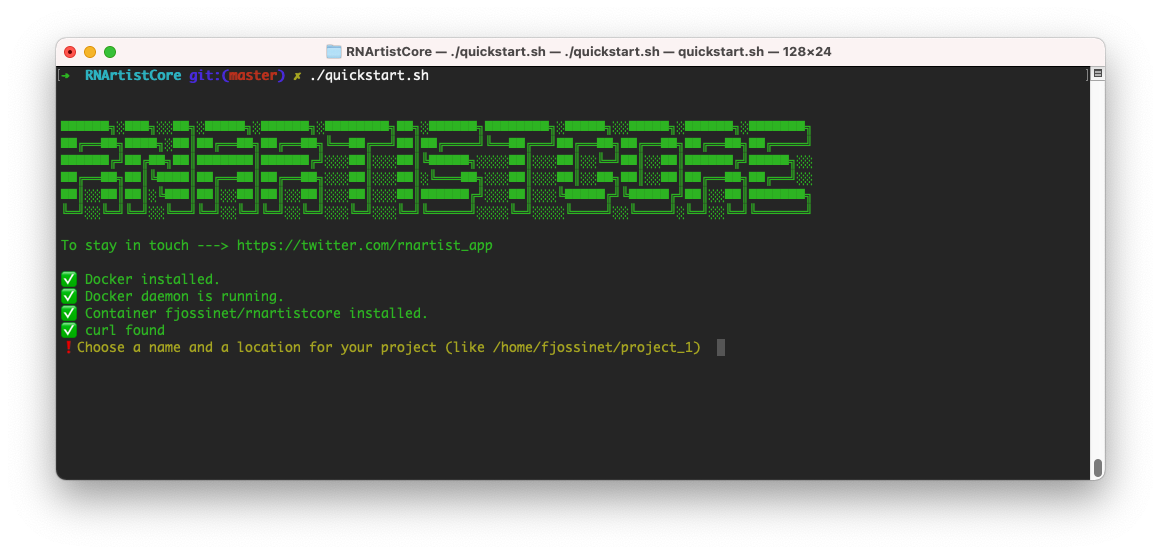 RNArtistCore — ./quickstart.sh — ./quickstart.sh — quickstart.sh — 128×24
[→ RNArtistCore git:(master) ✗ ./quickstart.sh ]
RNARTISTCORE
To stay in touch ---> https://twitter.com/rnartist_app
✅ Docker installed.
✅ Docker daemon is running.
✅ Container fjossinet/rnartistcore installed.
✅ curl found
❗Choose a name and a location for your project (like /home/fjossinet/project_1)